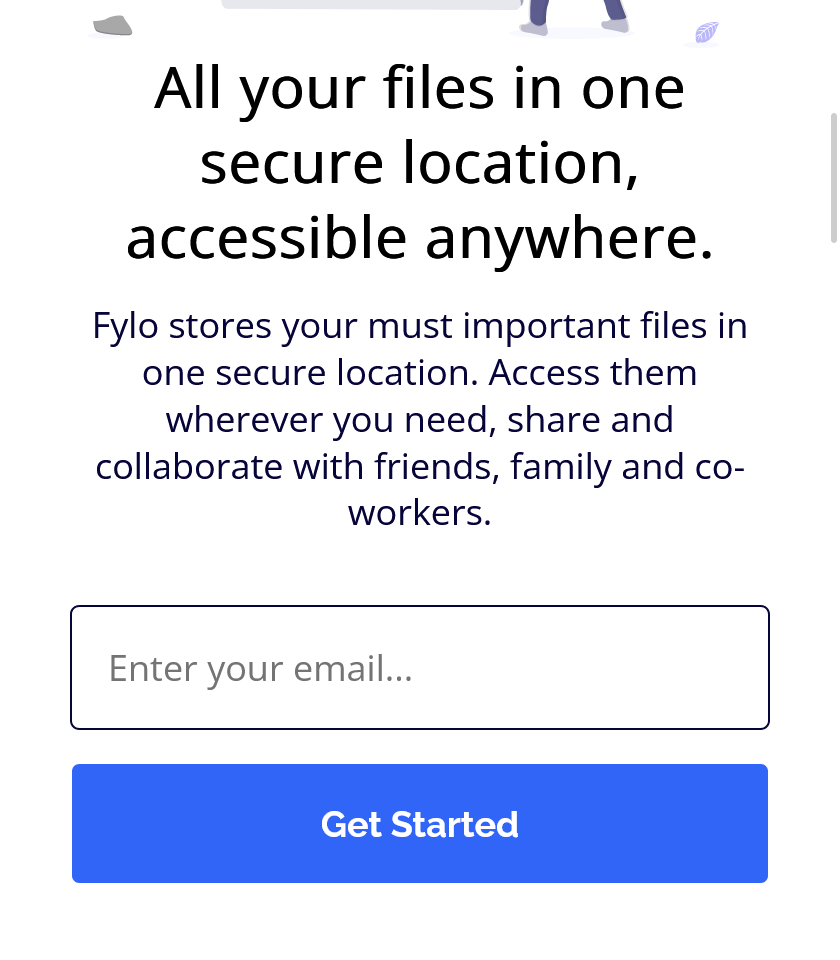 All your files in one
secure location,
accessible anywhere.
Fylo stores your must important files in
one secure location. Access them
wherever you need, share and
collaborate with friends, family and co-
workers.
Enter your email...
Get Started